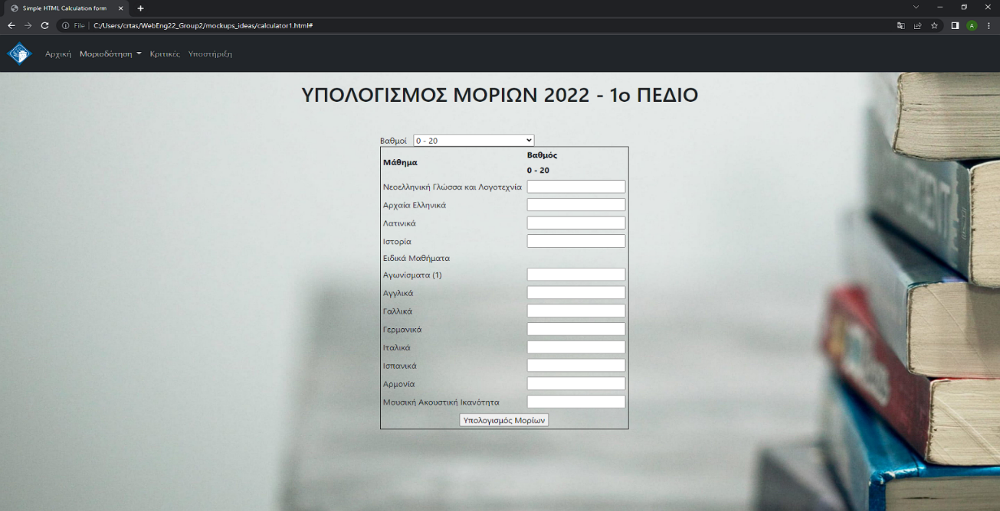 Simple HTML Calculation form
File
C:/Users/crtas/WebEng22_Group2/mockups_ideas/calculator1.html#
A
Αρχική Μοριοδότηση Κριτικές Υποστήριξη
ΥΠΟΛΟΓΙΣΜΟΣ ΜΟΡΙΩΝ 2022 - 1ο ΠΕΔΙΟ
Βαθμοί 0 - 20
Μάθημα
Βαθμός
0 - 20
Νεοελληνική Γλώσσα και Λογοτεχνία
Αρχαία Ελληνικά
Λατινικά
Ιστορία
Ειδικά Μαθήματα
Αγωνίσματα (1)
Αγγλικά
Γαλλικά
Γερμανικά
Ιταλικά
Ισπανικά
Αρμονία
Μουσική Ακουστική Ικανότητα
Υπολογισμός Μορίων